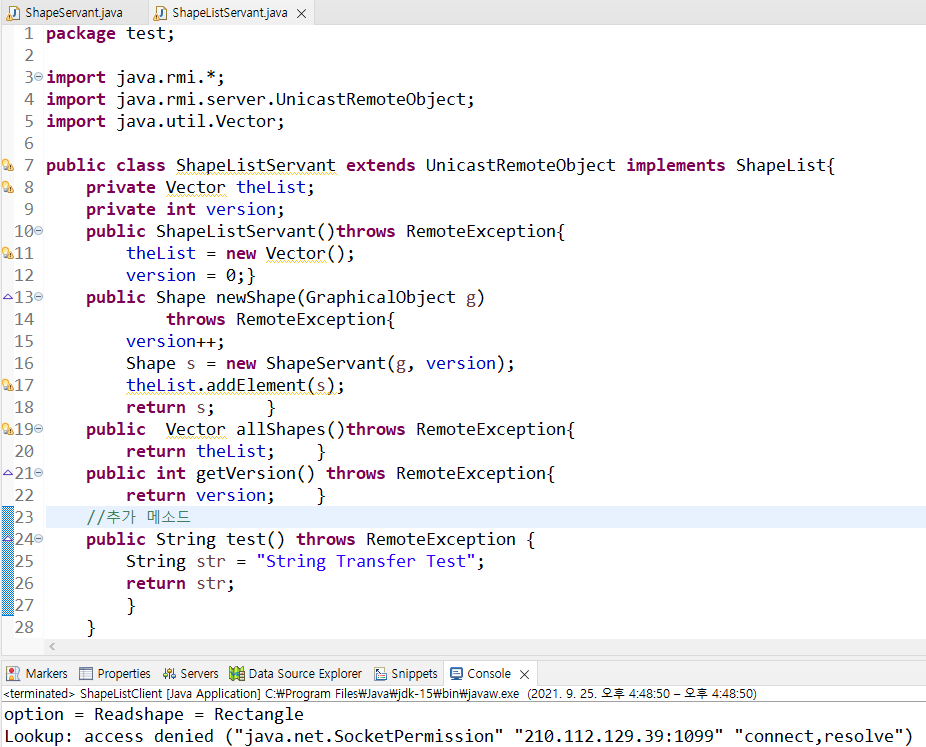 ShapeServant.java ShapeListServant.java
1 package test;
2
3 import java.rmi.*;
4 import java.rmi.server.UnicastRemoteObject;
5 import java.util.Vector;
6
7 public class ShapeListServant extends UnicastRemoteObject implements ShapeList{
8 private Vector theList;
9 private int version;
10 public ShapeListServant()throws RemoteException{
11 theList = new Vector();
12 version = 0;}
13 public Shape newShape(GraphicalObject g)
14 throws RemoteException{
15 version++;
16 Shape s = new ShapeServant(g, version);
17 theList.addElement(s);
18 return s; }
19 public Vector allShapes()throws RemoteException{
20 return theList; }
21 public int getVersion() throws RemoteException{
22 return version; }
23 //추가 메소드
24 public String test() throws RemoteException {
25 String str = "String Transfer Test";
26 return str;
27 }
28 }
Markers Properties Servers Data Source Explorer Snippets Console
<terminated> ShapeListClient [Java Application] C:₩Program Files₩Java₩jdk-15₩bin₩javaw.exe (2021. 9. 25. 오후 4:48:50 – 오후 4:48:50)
option = Readshape = Rectangle
Lookup: access denied ("java.net.SocketPermission" "210.112.129.39:1099" "connect,resolve")